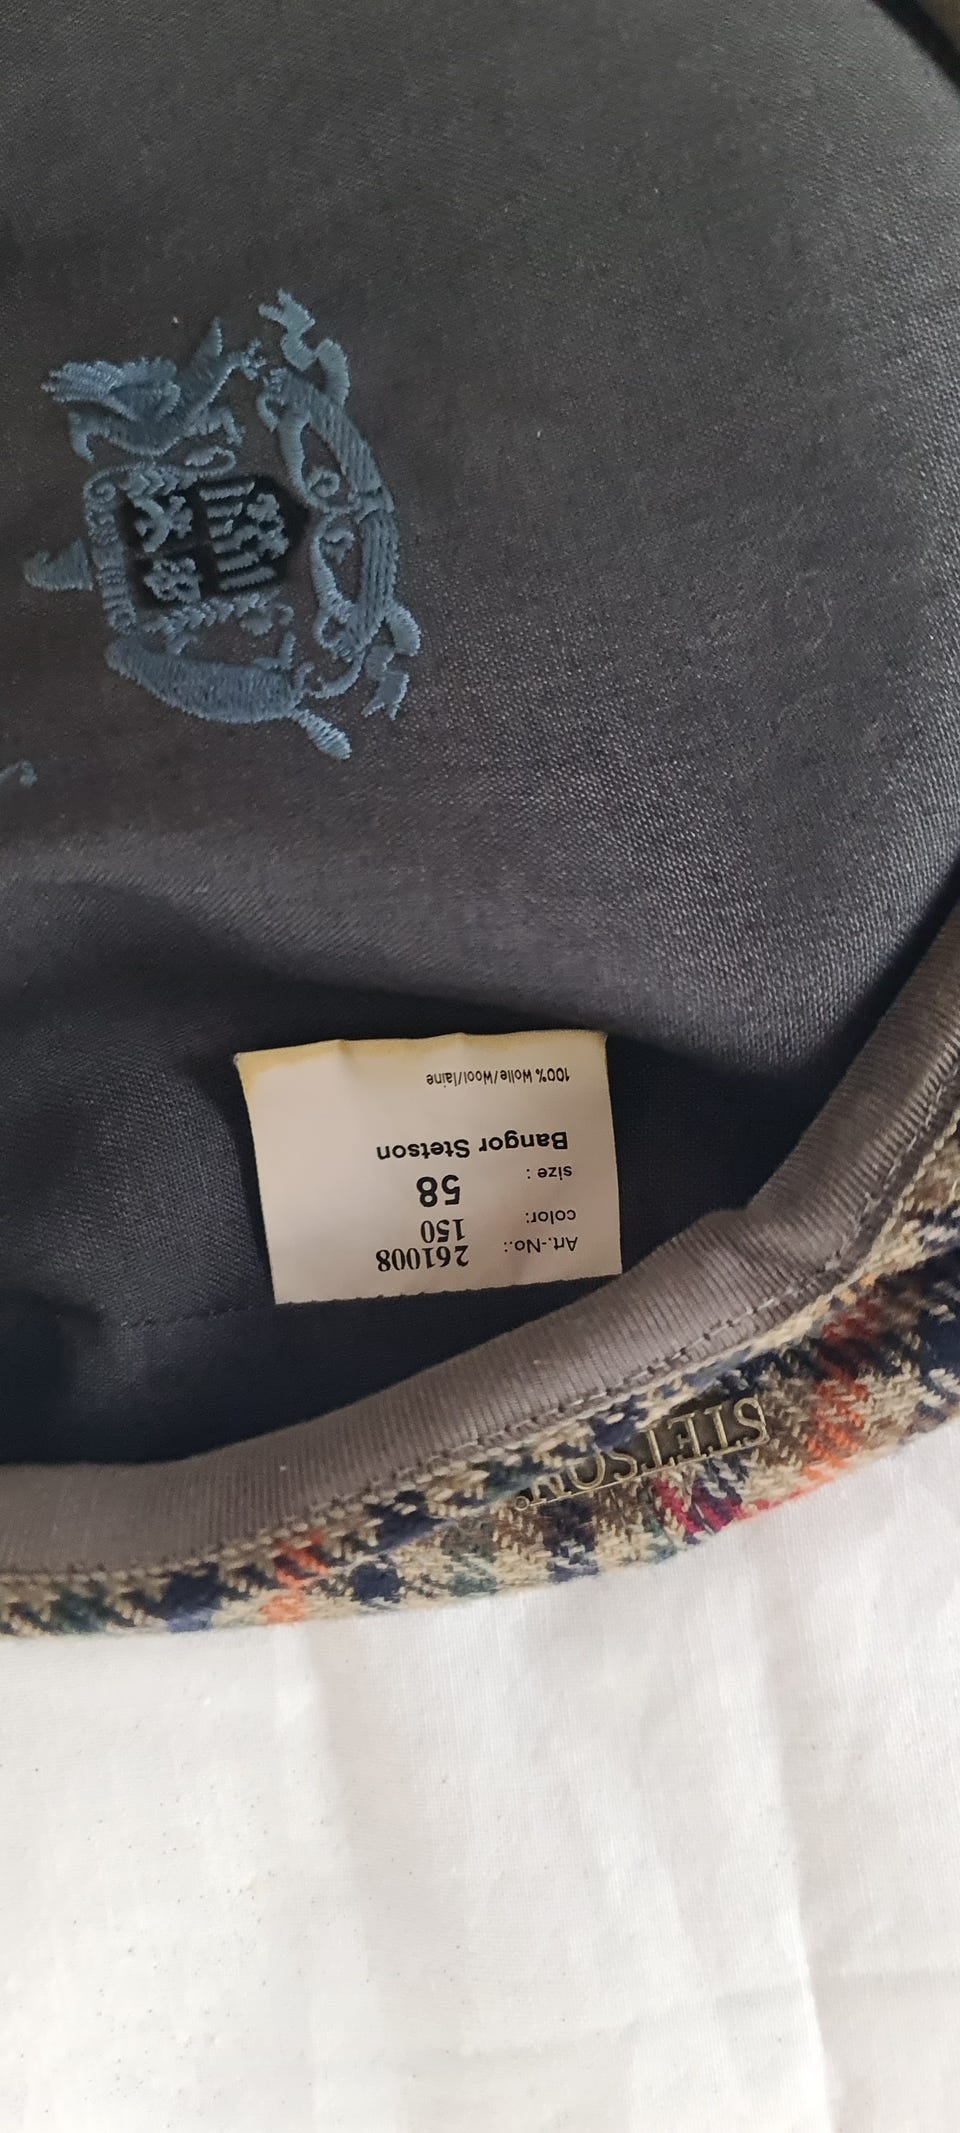 Art.-No.: 261008
color: 150
size : 58
Bangor Stetson
100% Wolle/Wool/laine
STETSON®